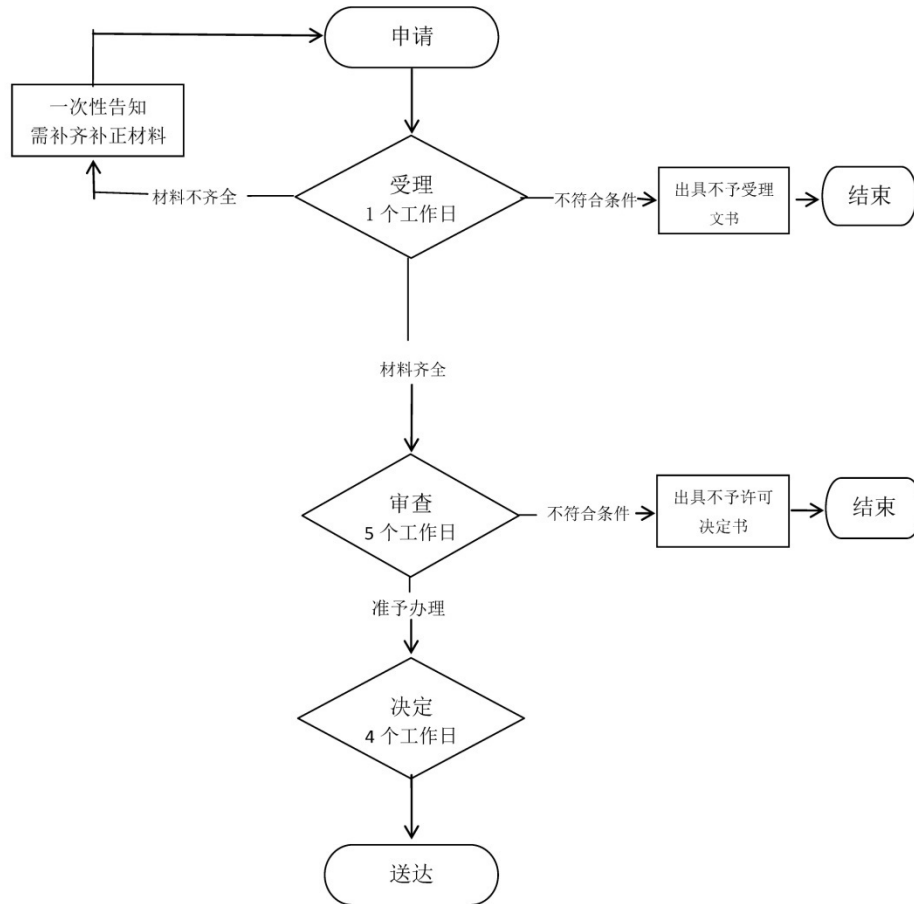 申请
一次性告知
需补齐补正材料
受理
1 个工作日
材料不齐全
不符合条件
出具不予受理
文书
结束
材料齐全
审查
5 个工作日
不符合条件
出具不予许可
决定书
结束
准予办理
决定
4 个工作日
送达